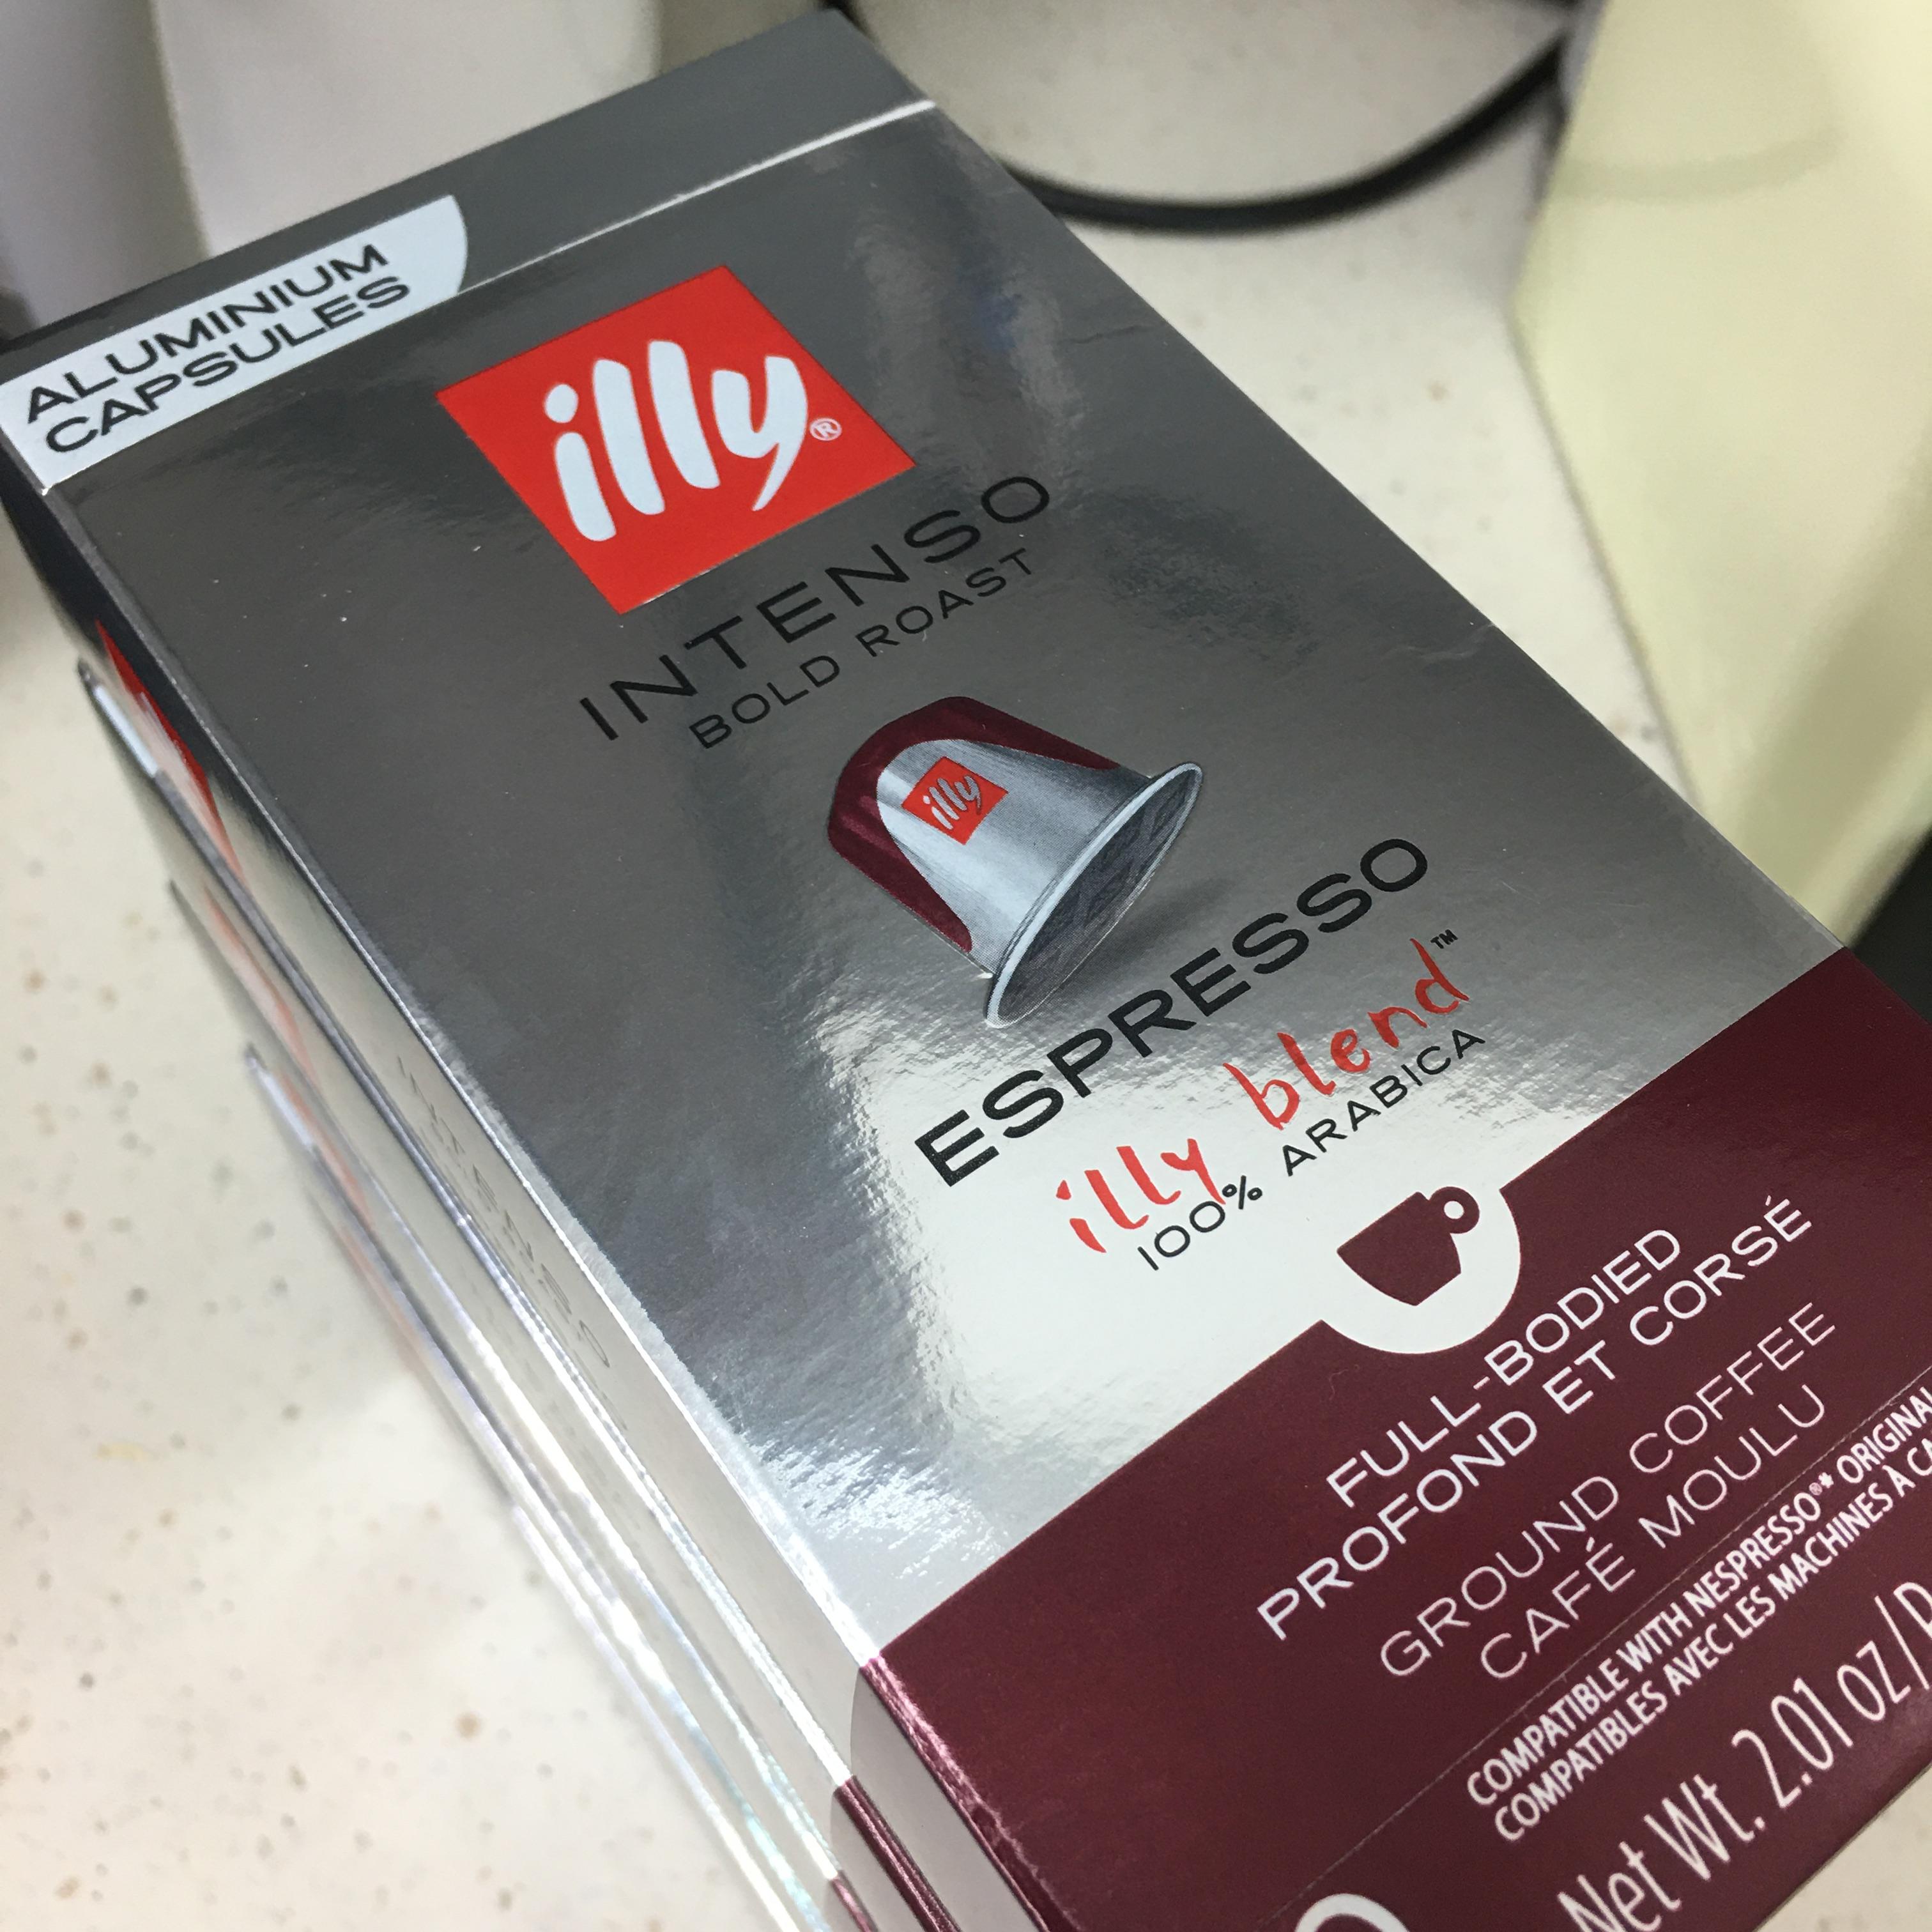 ALUMINIUM
CAPSULES
illy®
INTENSO
BOLD ROAST
illy
ESPRESSO
illy blend™
100% ARABICA
FULL-BODIED
PROFOND ET CORSÉ
GROUND COFFEE
CAFÉ MOULU
COMPATIBLE WITH NESPRESSO®* ORIGINAL
COMPATIBLES AVEC LES MACHINES À
Net Wt. 2.01 oz/
INTENSO